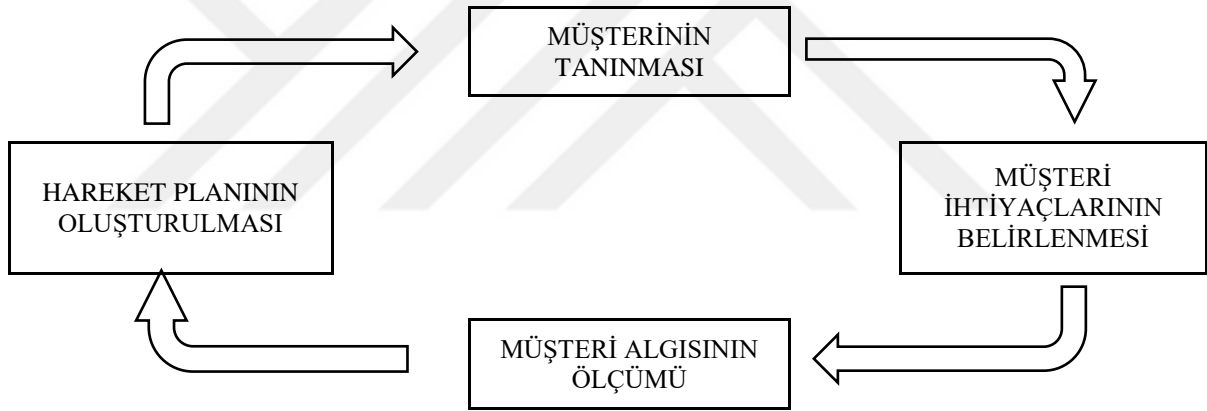 MÜŞTERİNİN
TANINMASI
HAREKET PLANININ
OLUŞTURULMASI
MÜŞTERİ
İHTİYAÇLARININ
BELİRLENMESİ
MÜŞTERİ ALGISININ
ÖLÇÜMÜ